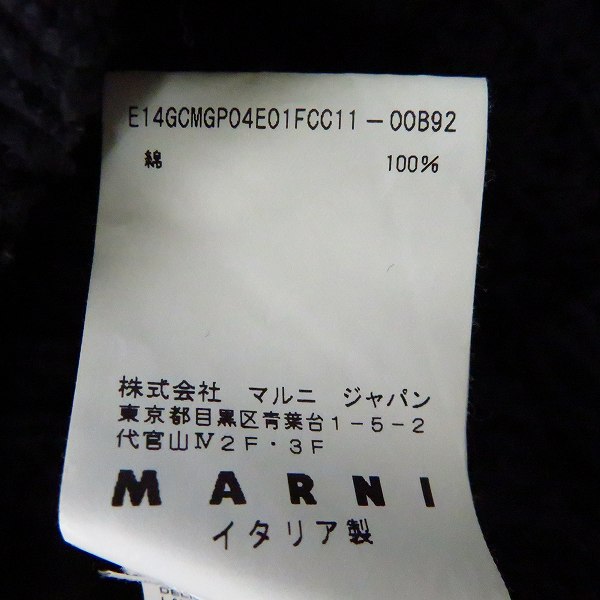 E14GCMGP04E01FCC11-00B92
綿 100%
株式会社 マルニ ジャパン
東京都目黒区青葉台1-5-2
代官山Ⅳ2F・3F
MARNI
イタリア製